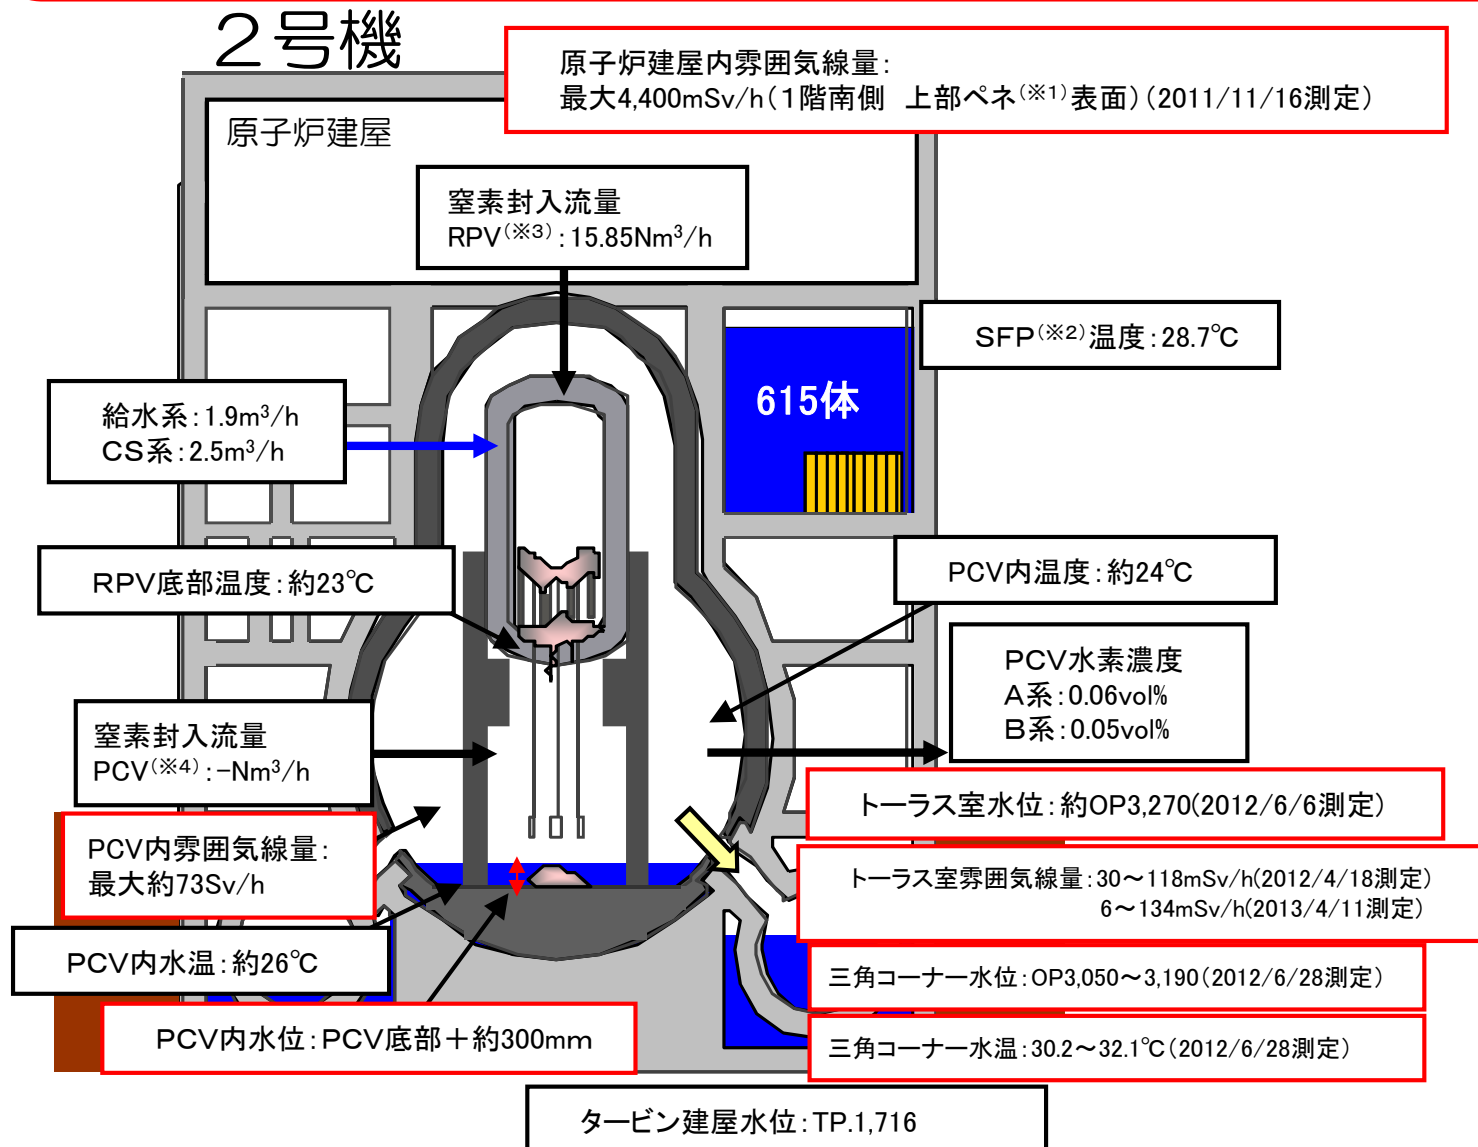 ２号機
原子炉建屋内雰囲気線量：
最大4,400mSv/h（１階南側　上部ペネ(※1)表面）（2011/11/16測定）
原子炉建屋
窒素封入流量
RPV(※3)：15.85Nm³/h
SFP(※2)温度：28.7℃
615体
給水系：1.9m³/h
CS系：2.5m³/h
RPV底部温度：約23℃
PCV内温度：約24℃
PCV水素濃度
A系：0.06vol%
B系：0.05vol%
窒素封入流量
PCV(※4)：-Nm³/h
トーラス室水位：約OP3,270(2012/6/6測定)
PCV内雰囲気線量：
最大約73Sv/h
トーラス室雰囲気線量：30～118mSv/h(2012/4/18測定)
6～134mSv/h(2013/4/11測定)
PCV内水温：約26℃
三角コーナー水位：OP3,050～3,190(2012/6/28測定)
PCV内水位：PCV底部＋約300mm
三角コーナー水温：30.2～32.1℃(2012/6/28測定)
タービン建屋水位：TP.1,716